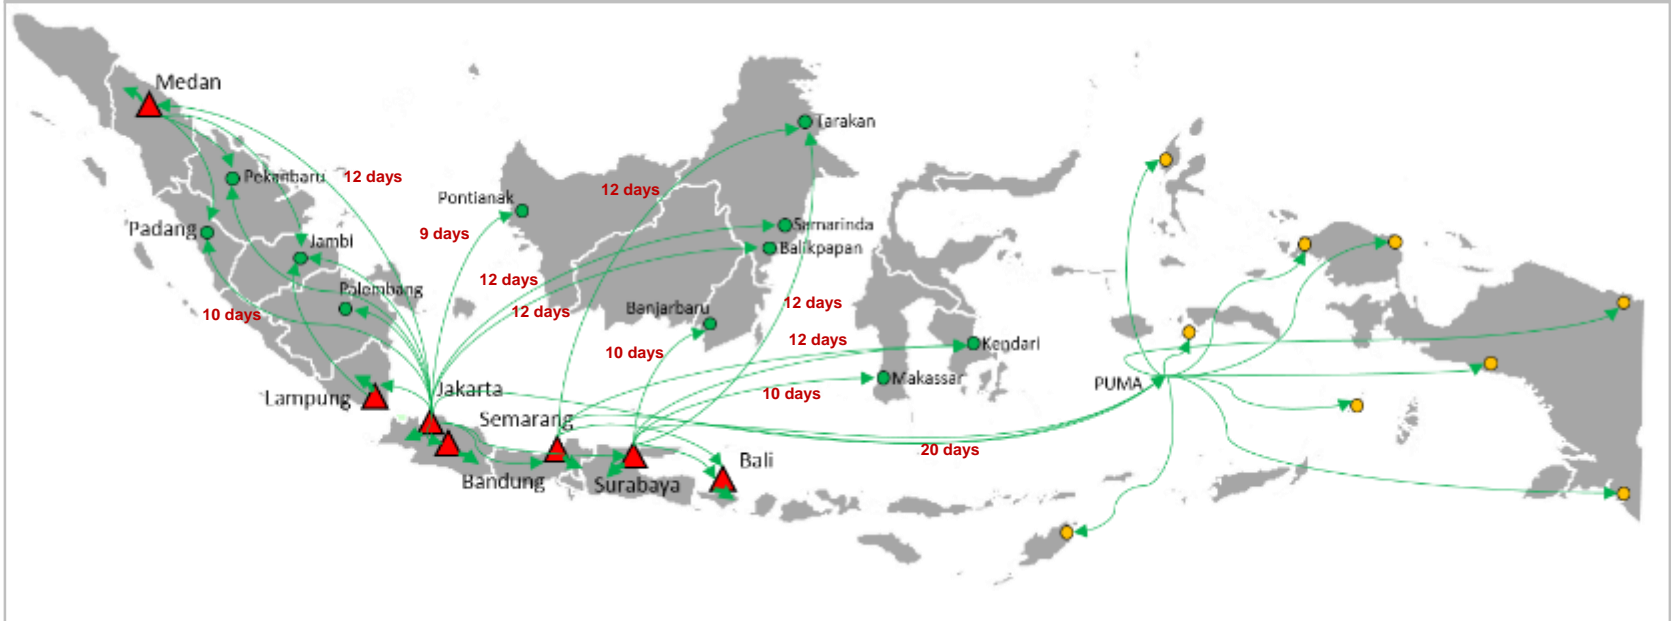 Medan
Pekanbaru
12 days
Tarakan
12 days
Pontianak
Padang
9 days
Samarinda
Jambi
Balikpapan
12 days
Palembang
10 days
12 days
Banjarbaru
12 days
12 days
Kendari
10 days
Makassar
PUMA
10 days
Lampung
Jakarta
Semarang
20 days
Bali
Bandung
Surabaya